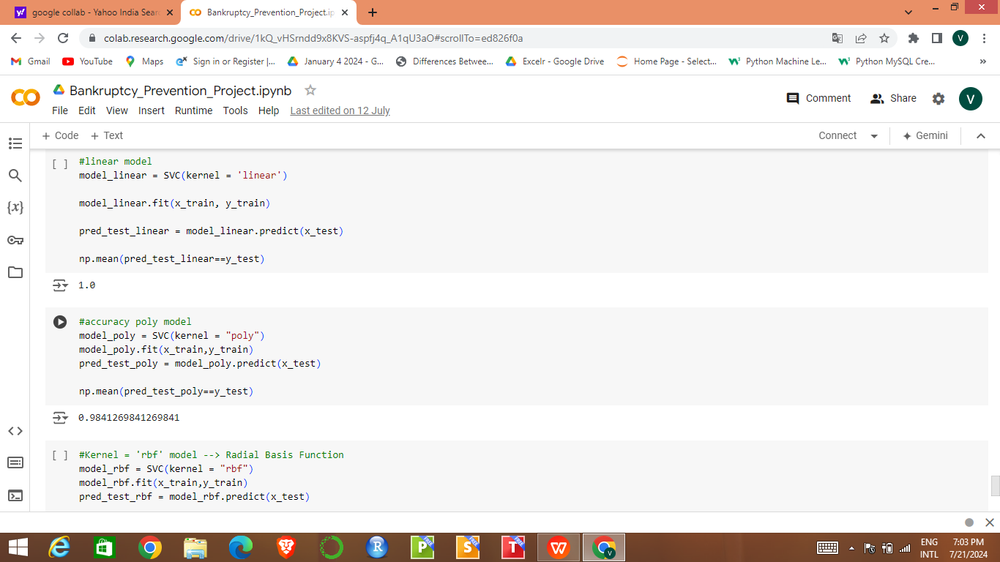 google collab - Yahoo India Sear
Bankruptcy_Prevention_Project.ip
colab.research.google.com/drive/1kQ_vHSrndd9x8KVS-aspfj4q_A1qU3aO#scrollTo=ed826f0a
V
Gmail YouTube Maps Sign in or Register |... January 4 2024 - G... Differences Betwee... Excelr - Google Drive Home Page - Select... Python Machine Le... Python MySQL Cre... »
Bankruptcy_Prevention_Project.ipynb
Comment Share V
File Edit View Insert Runtime Tools Help Last edited on 12 July
+ Code + Text
Connect Gemini
{x}
[ ] #linear model
model_linear = SVC(kernel = 'linear')
model_linear.fit(x_train, y_train)
pred_test_linear = model_linear.predict(x_test)
np.mean(pred_test_linear==y_test)
1.0
#accuracy poly model
model_poly = SVC(kernel = "poly")
model_poly.fit(x_train,y_train)
pred_test_poly = model_poly.predict(x_test)
np.mean(pred_test_poly==y_test)
0.9841269841269841
[ ] #Kernel = 'rbf' model --> Radial Basis Function
model_rbf = SVC(kernel = "rbf")
model_rbf.fit(x_train,y_train)
pred_test_rbf = model_rbf.predict(x_test)
R P FREE S FREE T FREE W V
ENG 7:03 PM
INTL 7/21/2024